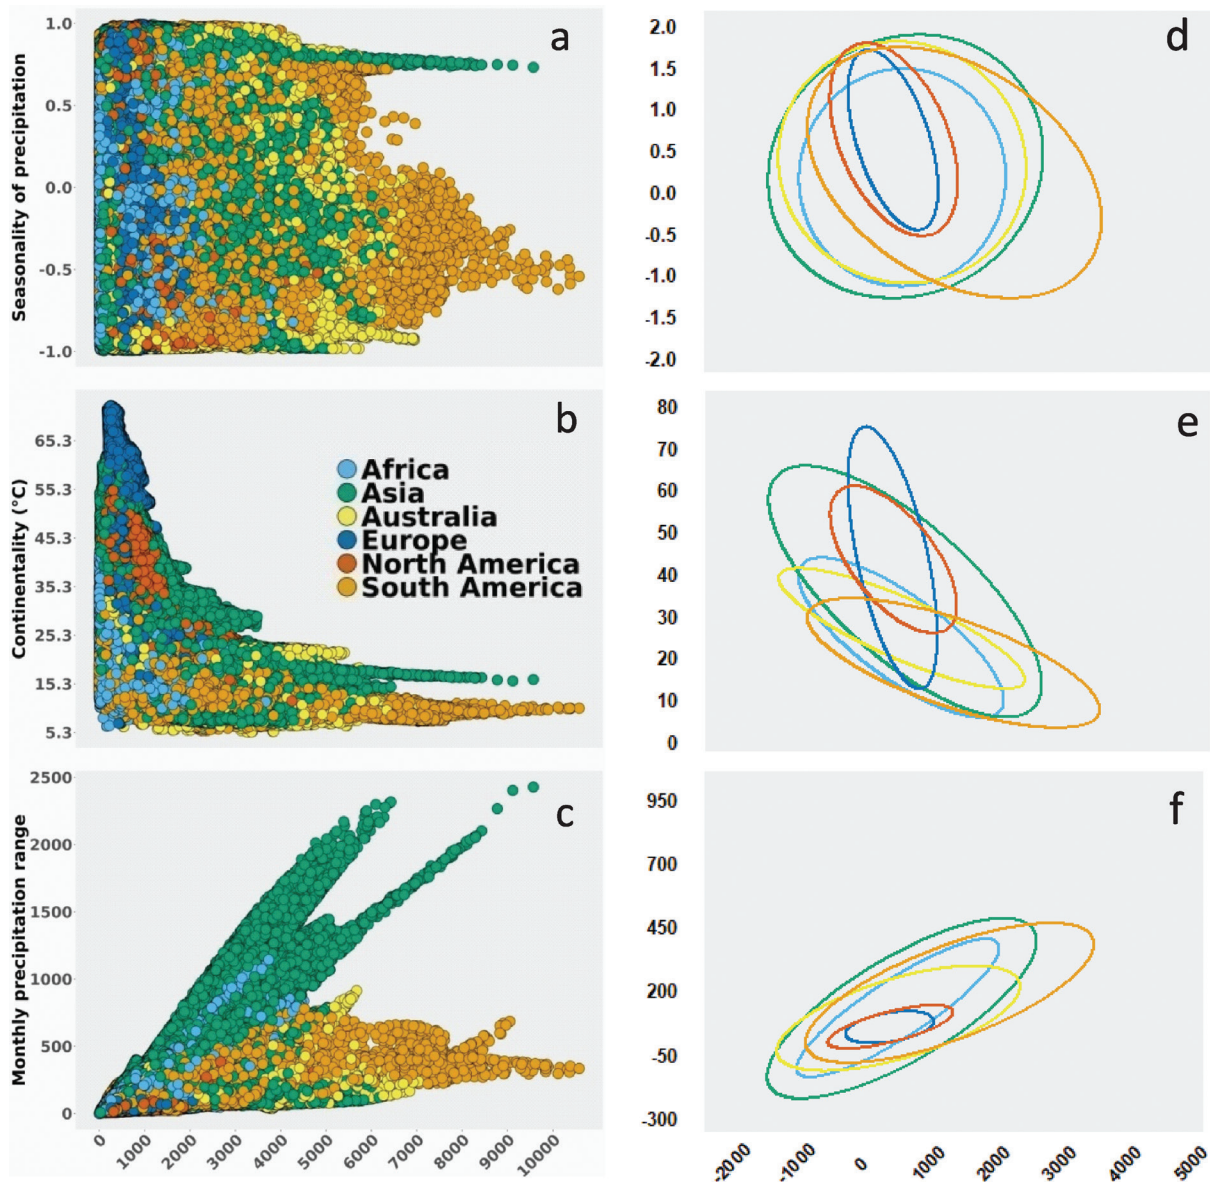 a
Seasonality of precipitation
1.0
0.5
0.0
-0.5
-1.0
d
2.0
1.5
1.0
0.5
0.0
-0.5
-1.0
-1.5
-2.0
b
Continentality (°C)
65.3
55.3
45.3
35.3
25.3
15.3
5.3
Africa
Asia
Australia
Europe
North America
South America
e
80
70
60
50
40
30
20
10
0
c
Monthly precipitation range
2500
2000
1500
1000
500
0
0 1000 2000 3000 4000 5000 6000 7000 8000 9000 10000
f
950
700
450
200
-50
-300
-2000 -1000 0 1000 2000 3000 4000 5000